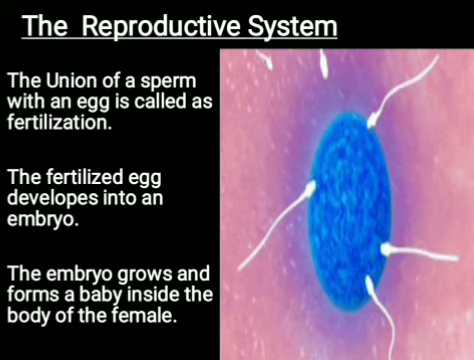 The Reproductive System
The Union of a sperm
with an egg is called as
fertilization.
The fertilized egg
developes into an
embryo.
The embryo grows and
forms a baby inside the
body of the female.